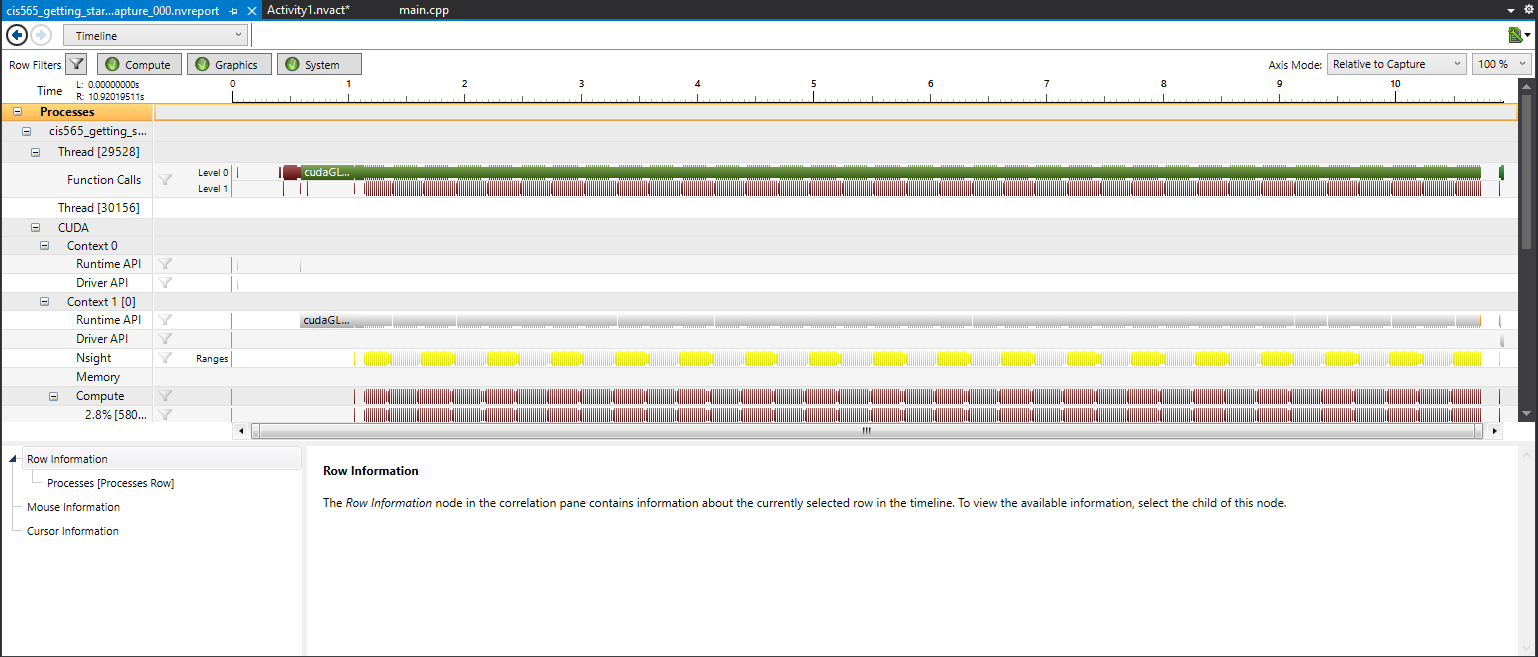 cis565_getting_star...apture_000.nvreport Activity1.nvact* main.cpp
Timeline
Row Filters Compute Graphics System Axis Mode: Relative to Capture 100 %
Time L: 0.00000000s 0 1 2 3 4 5 6 7 8 9 10
R: 10.92019511s
Processes
cis565_getting_s...
Thread [29528]
Function Calls Level 0 cudaGL...
Level 1
Thread [30156]
CUDA
Context 0
Runtime API
Driver API
Context 1 [0]
Runtime API cudaGL...
Driver API
Nsight Ranges
Memory
Compute
2.8% [580...
Row Information
Processes [Processes Row]
Mouse Information
Cursor Information
Row Information
The Row Information node in the correlation pane contains information about the currently selected row in the timeline. To view the available information, select the child of this node.